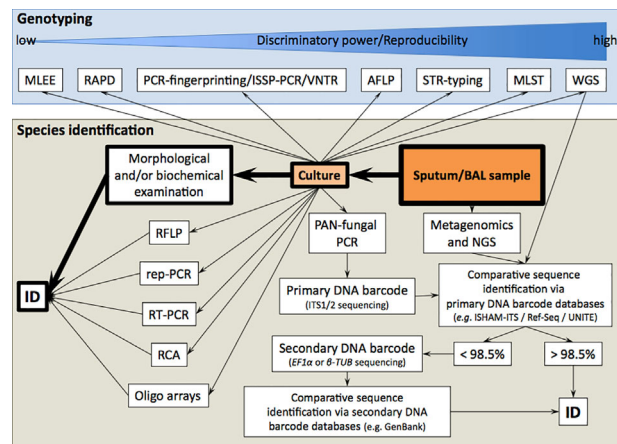 Genotyping
low
Discriminatory power/Reproducibility
high
MLEE
RAPD
PCR-fingerprinting/ISSP-PCR/VNTR
AFLP
STR-typing
MLST
WGS
Species identification
Morphological
and/or biochemical
examination
Culture
Sputum/BAL sample
RFLP
PAN-fungal
PCR
Metagenomics
and NGS
rep-PCR
ID
Primary DNA barcode
(ITS1/2 sequencing)
Comparative sequence
identification via
primary DNA barcode databases
(e.g. ISHAM-ITS / Ref-Seq / UNITE)
RT-PCR
RCA
Secondary DNA barcode
(EF1α or β-TUB sequencing)
< 98.5%
> 98.5%
Oligo arrays
Comparative sequence
identification via secondary DNA
barcode databases (e.g. GenBank)
ID